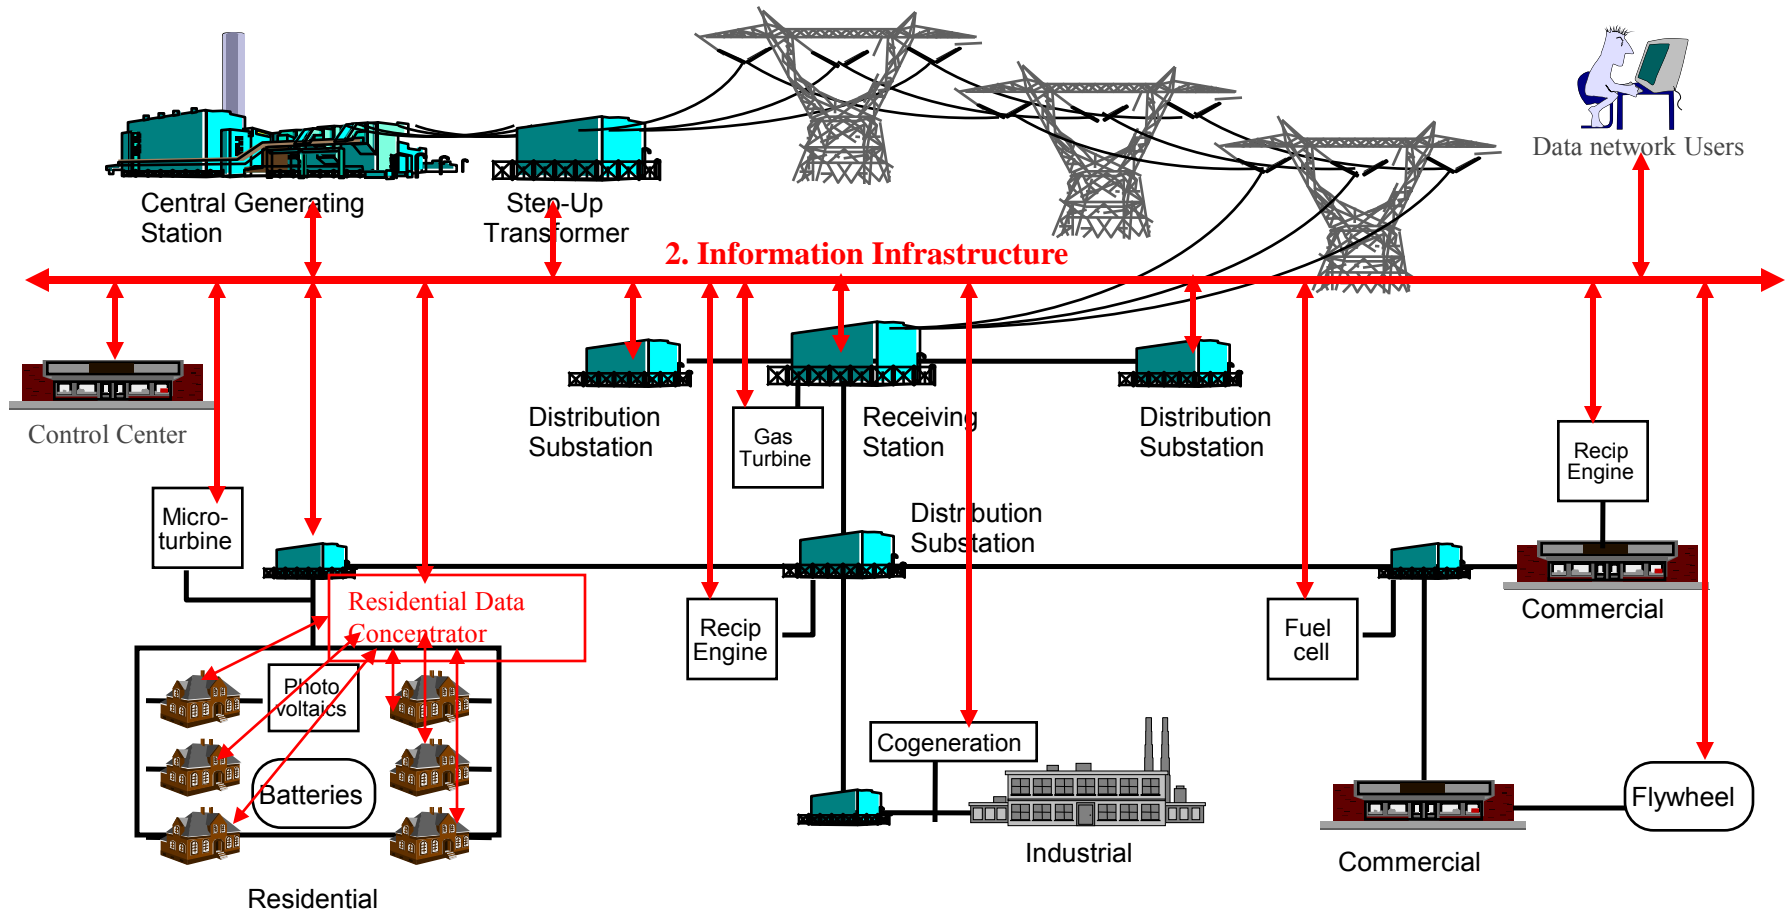 Data network Users
Central Generating
Station
Step-Up
Transformer
2. Information Infrastructure
Control Center
Distribution
Substation
Gas
Turbine
Receiving
Station
Distribution
Substation
Recip
Engine
Micro-
turbine
Distribution
Substation
Commercial
Residential Data
Concentrator
Recip
Engine
Fuel
cell
Photo
voltaics
Batteries
Cogeneration
Flywheel
Industrial
Commercial
Residential